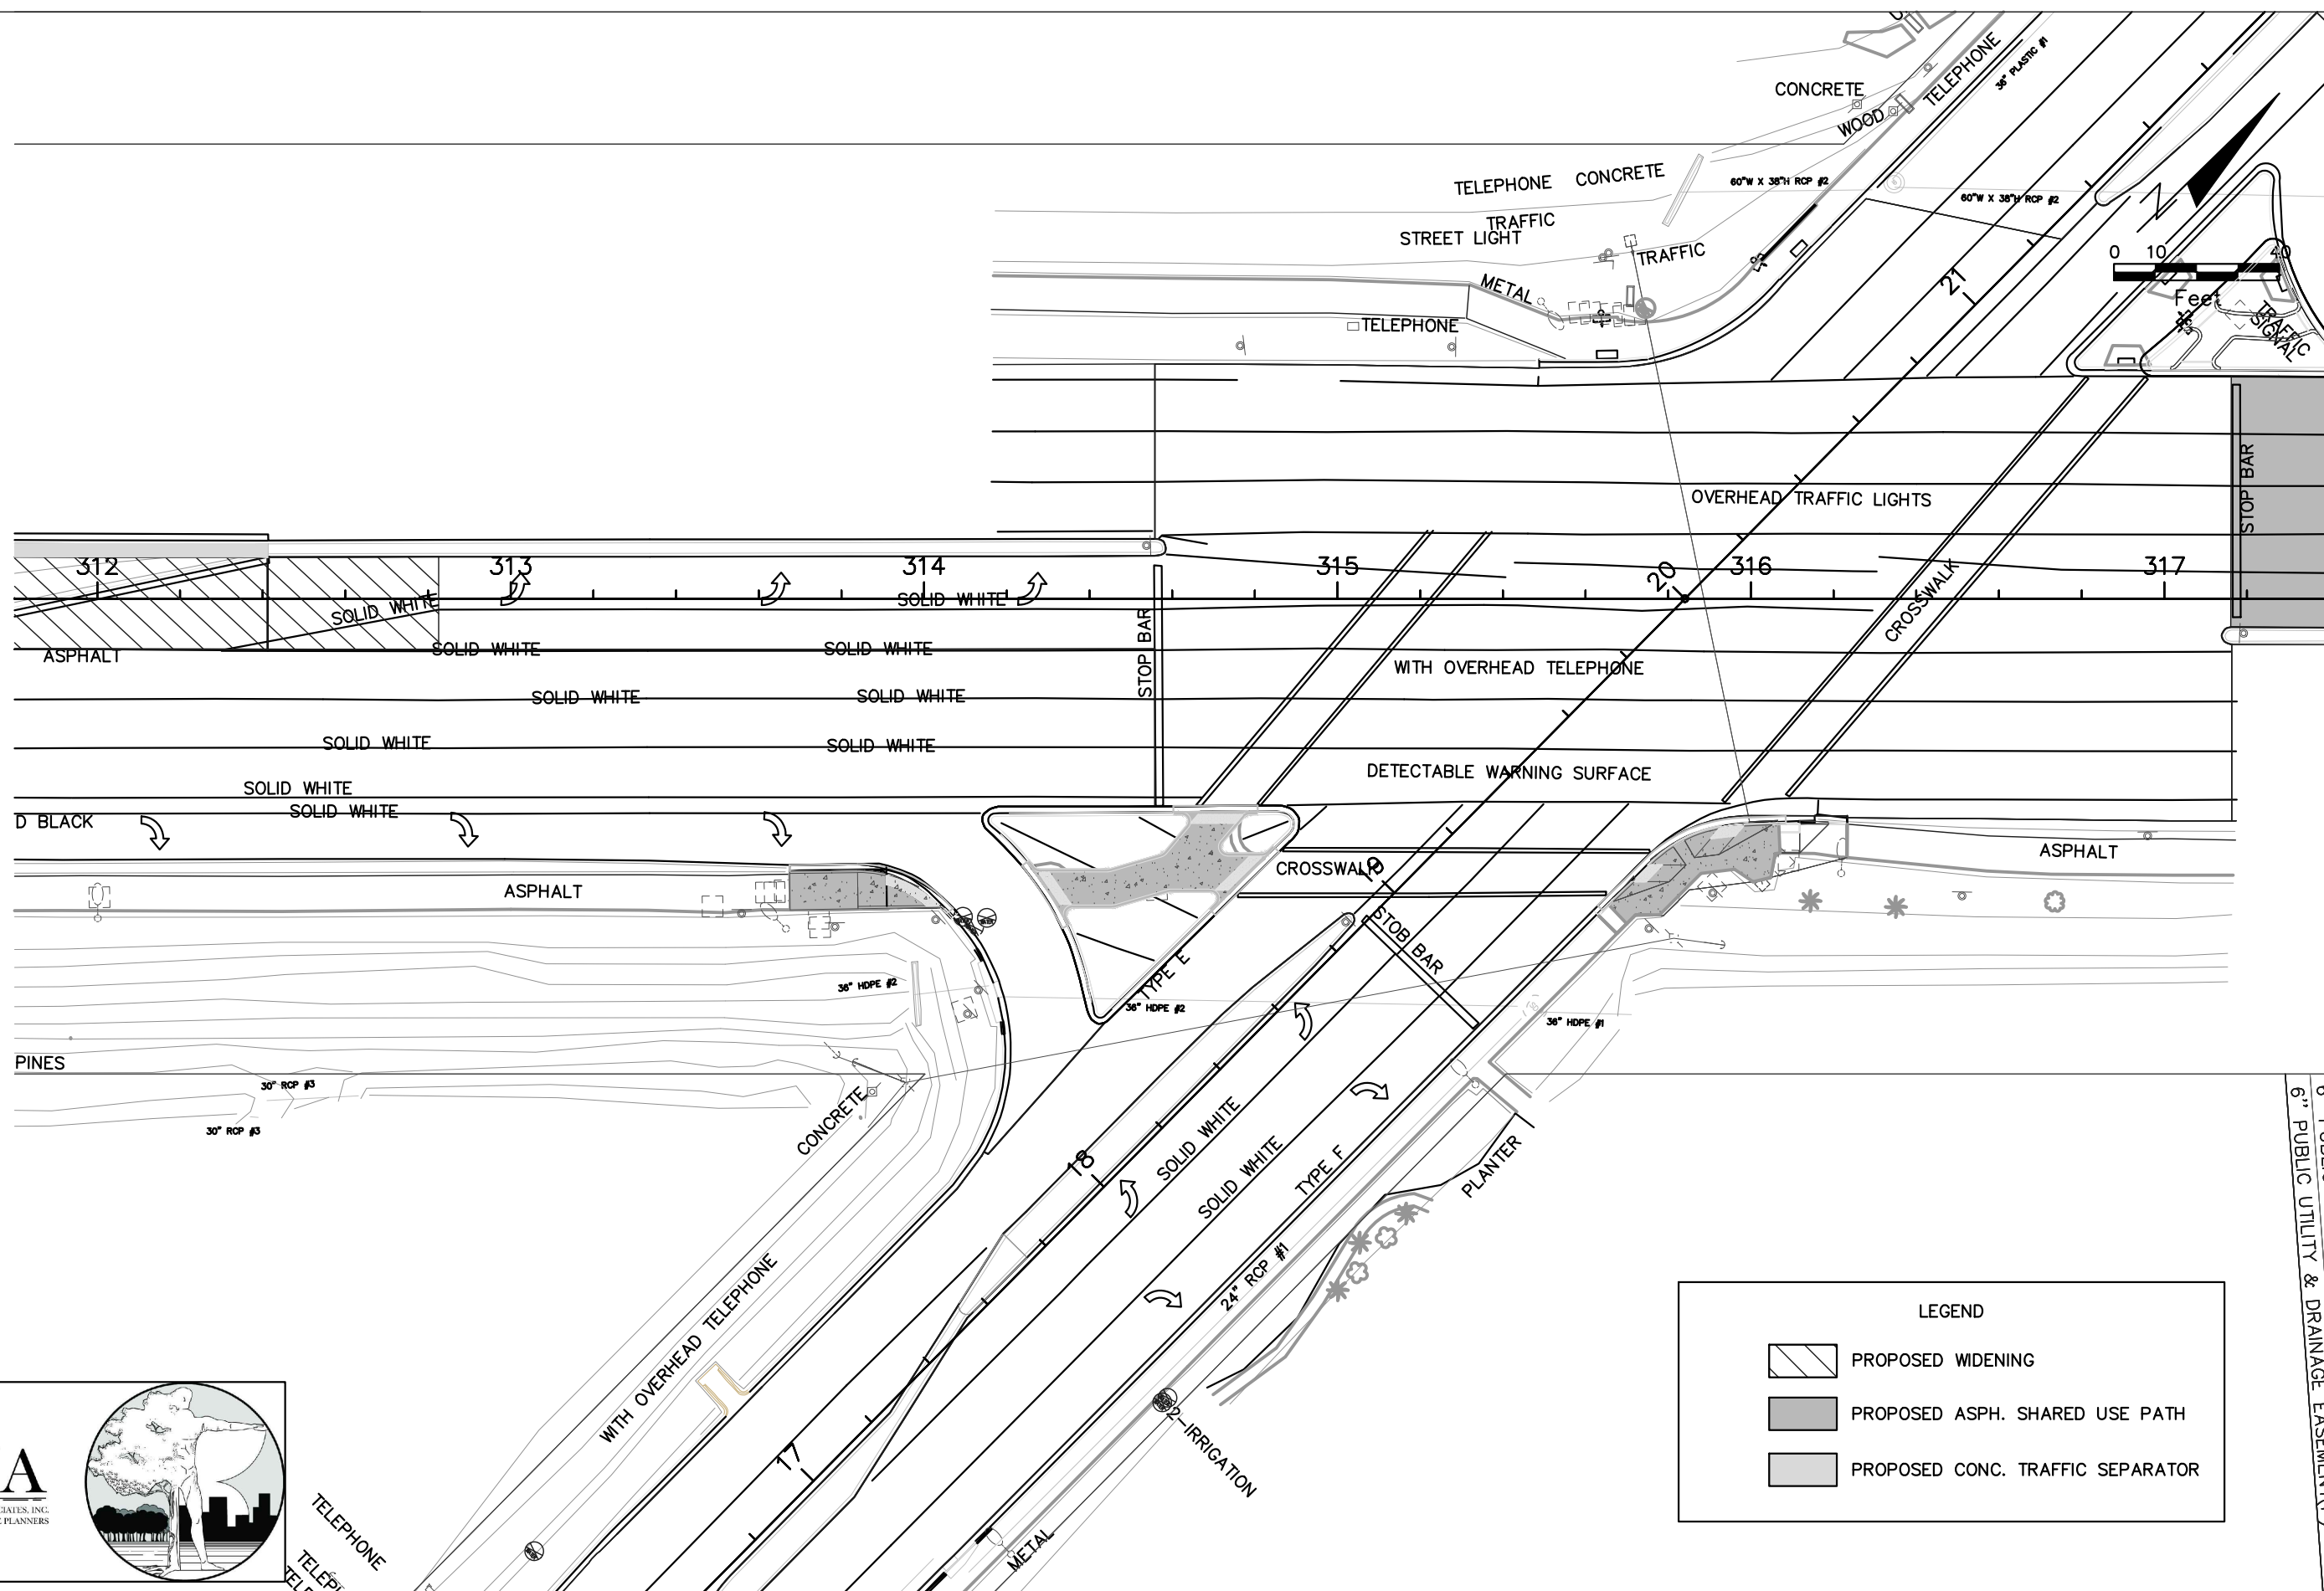 CONCRETE
WOOD
TELEPHONE
36" PLASTIC #1
TELEPHONE CONCRETE
60"W X 38"H RCP #2
60"W X 38"H RCP #2
TRAFFIC
STREET LIGHT
TRAFFIC
METAL
TELEPHONE
21
N
0 10 40
Feet
TRAFFIC
SIGNAL
OVERHEAD TRAFFIC LIGHTS
STOP BAR
312 313 314 315 20 316 317
SOLID WHITE
SOLID WHITE
CROSSWALK
ASPHALT
SOLID WHITE
SOLID WHITE
STOP BAR
WITH OVERHEAD TELEPHONE
SOLID WHITE
SOLID WHITE
SOLID WHITE
SOLID WHITE
DETECTABLE WARNING SURFACE
SOLID WHITE
SOLID WHITE
D BLACK
ASPHALT
CROSSWALK
19
ASPHALT
STOB BAR
TYPE E
36" HDPE #2
36" HDPE #2
36" HDPE #1
PINES
30" RCP #3
30" RCP #3
CONCRETE
18
SOLID WHITE
SOLID WHITE
TYPE F
PLANTER
24" RCP #1
WITH OVERHEAD TELEPHONE
17
2-IRRIGATION
METAL
TELEPHONE
6" PUBLIC UTILITY & DRAINAGE EASEMENT
LEGEND
PROPOSED WIDENING
PROPOSED ASPH. SHARED USE PATH
PROPOSED CONC. TRAFFIC SEPARATOR
A
CIATES, INC.
E PLANNERS